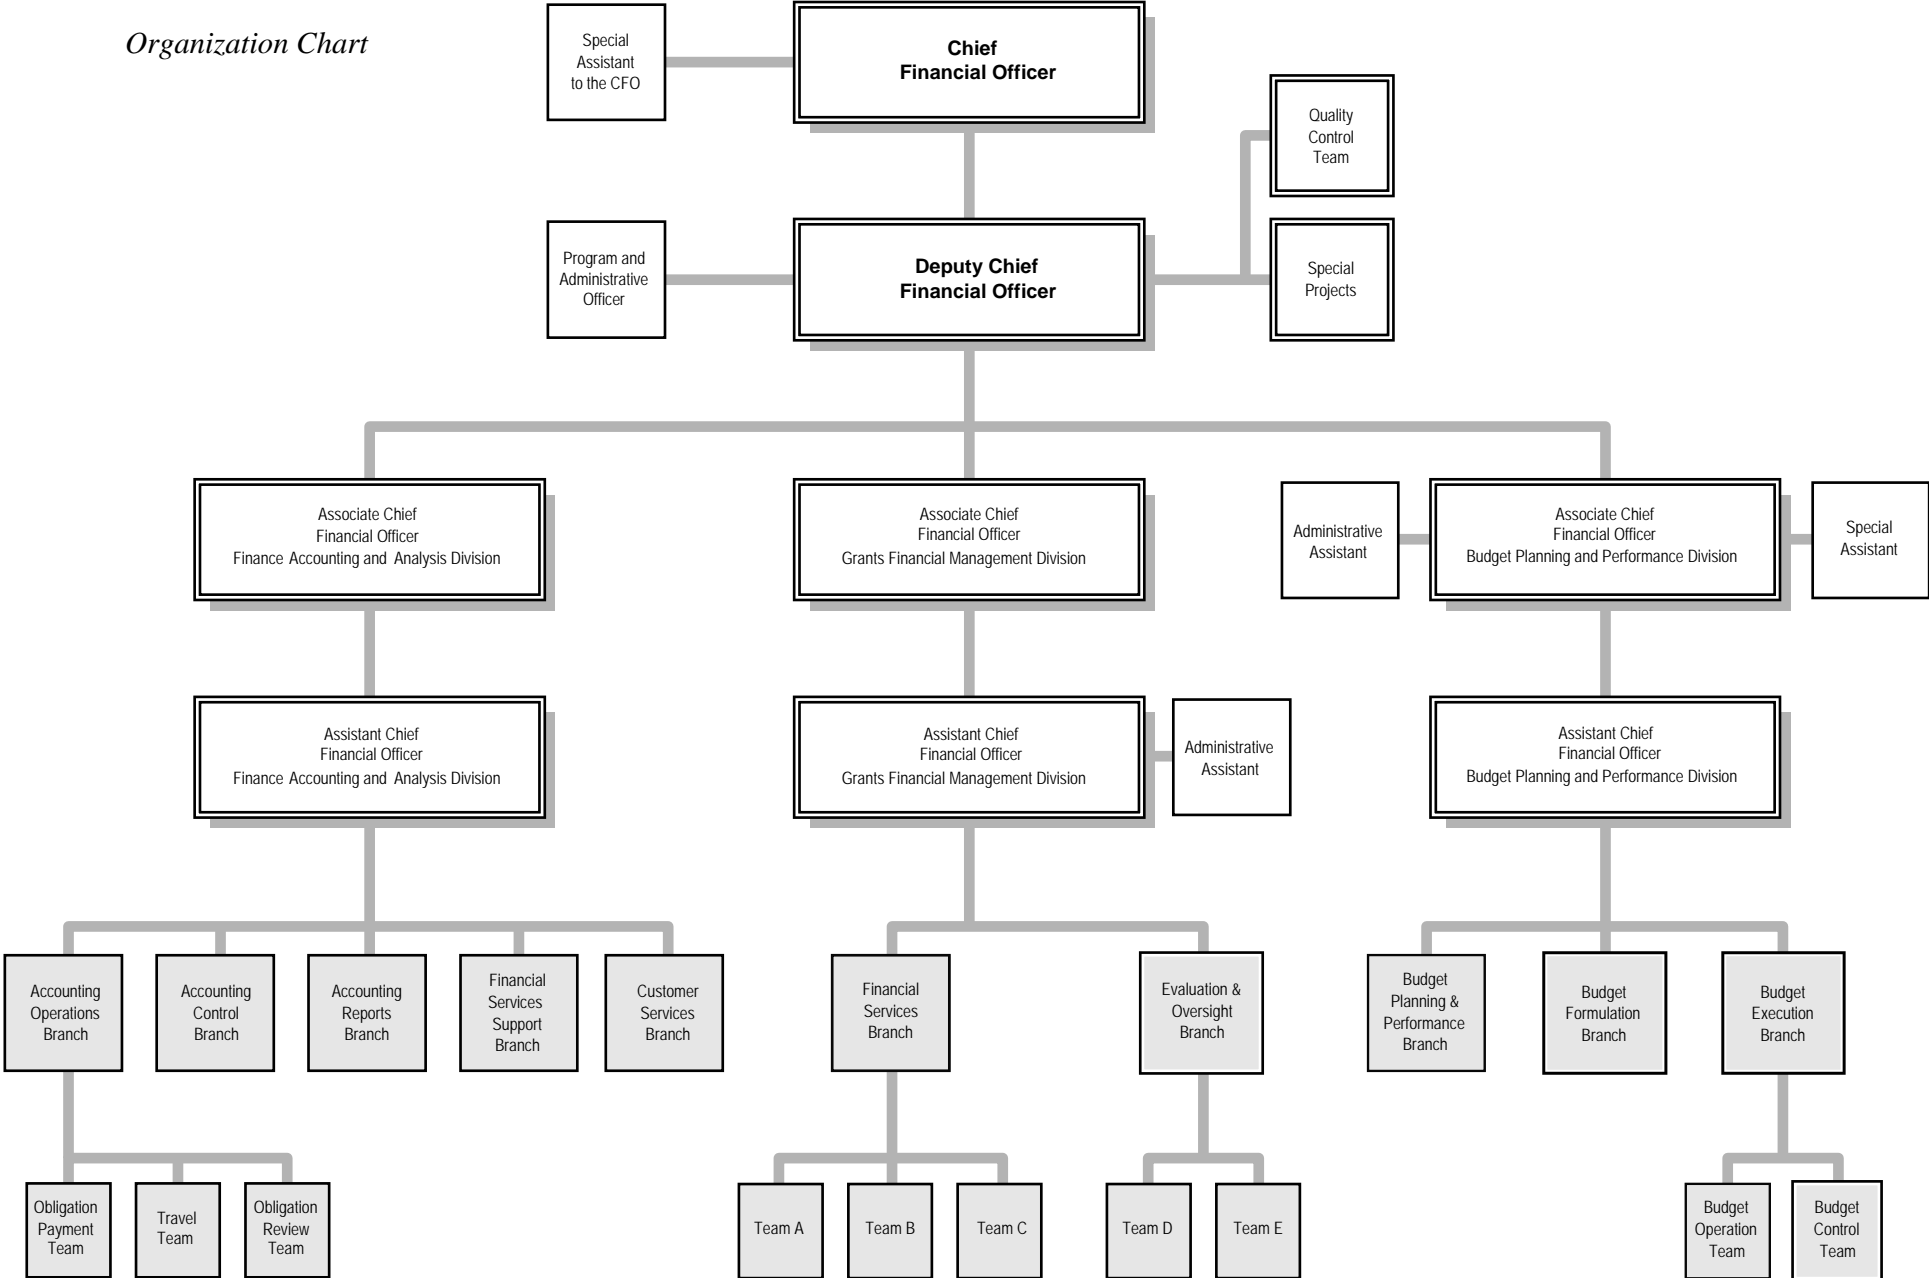 Organization Chart
Special
Assistant
to the CFO
Chief
Financial Officer
Quality
Control
Team
Program and
Administrative
Officer
Deputy Chief
Financial Officer
Special
Projects
Associate Chief
Financial Officer
Finance Accounting and Analysis Division
Associate Chief
Financial Officer
Grants Financial Management Division
Administrative
Assistant
Associate Chief
Financial Officer
Budget Planning and Performance Division
Special
Assistant
Assistant Chief
Financial Officer
Finance Accounting and Analysis Division
Assistant Chief
Financial Officer
Grants Financial Management Division
Administrative
Assistant
Assistant Chief
Financial Officer
Budget Planning and Performance Division
Accounting
Operations
Branch
Accounting
Control
Branch
Accounting
Reports
Branch
Financial
Services
Support
Branch
Customer
Services
Branch
Financial
Services
Branch
Evaluation &
Oversight
Branch
Budget
Planning &
Performance
Branch
Budget
Formulation
Branch
Budget
Execution
Branch
Obligation
Payment
Team
Travel
Team
Obligation
Review
Team
Team A
Team B
Team C
Team D
Team E
Budget
Operation
Team
Budget
Control
Team